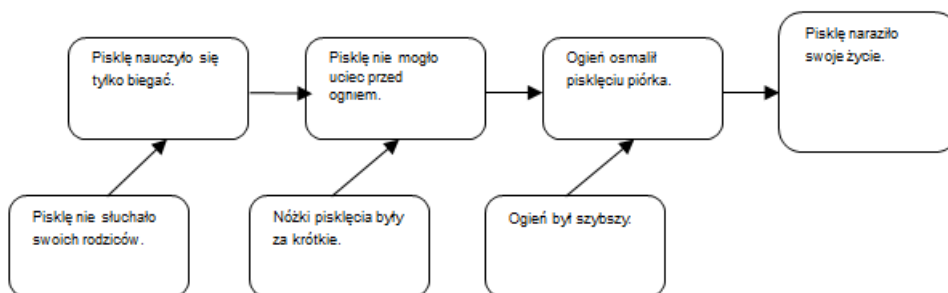 Pisklę nauczyło się
tylko biegać.
Pisklę nie mogło
uciec przed
ogniem.
Ogień osmalił
pisklęciu piórka.
Pisklę naraziło
swoje życie.
Pisklę nie słuchało
swoich rodziców.
Nóżki pisklęcia były
za krótkie.
Ogień był szybszy.